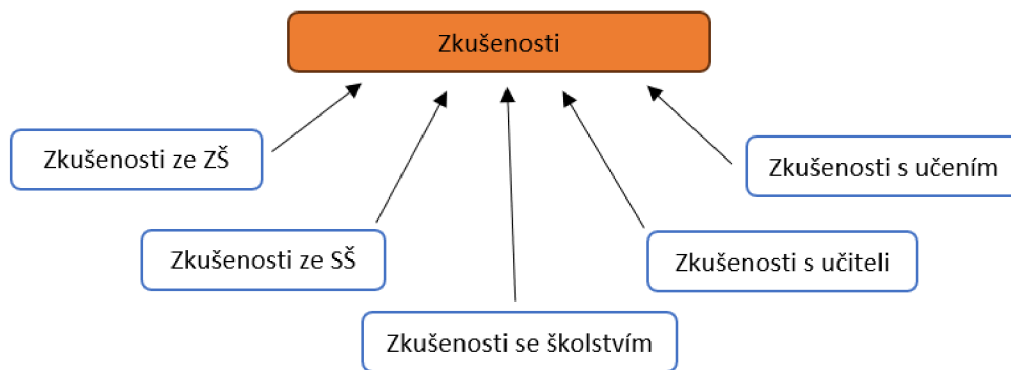 Zkušenosti
Zkušenosti ze ZŠ
Zkušenosti s učením
Zkušenosti ze SŠ
Zkušenosti s učiteli
Zkušenosti se školstvím